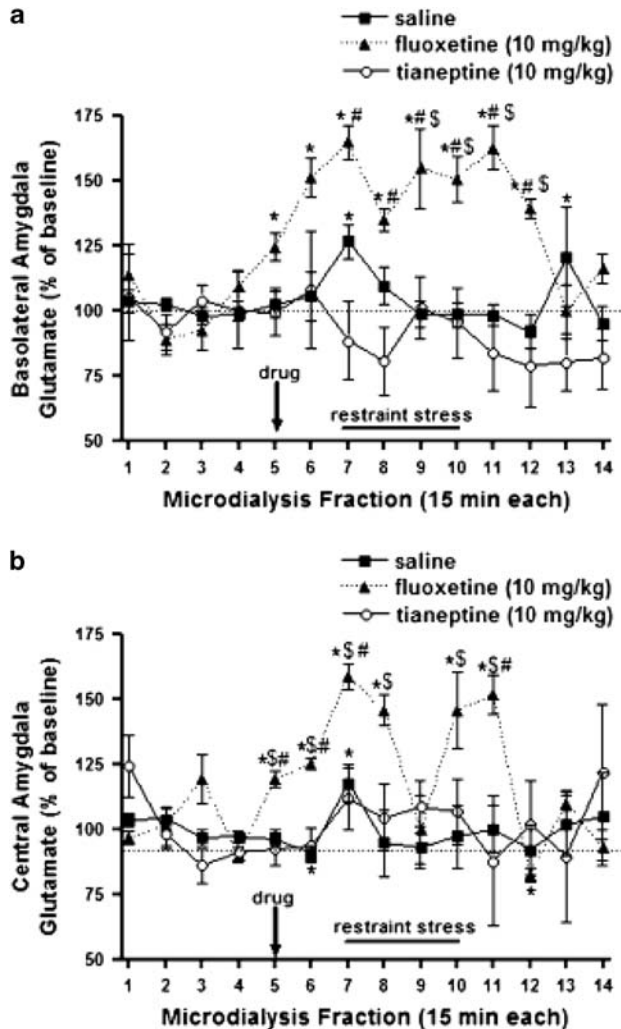 a
saline
fluoxetine (10 mg/kg)
tianeptine (10 mg/kg)
Basolateral Amygdala
Glutamate (% of baseline)
175
150
125
100
75
50
*
*
*#
*
*#
*#$
*#$
*#$
*#$
*
drug
restraint stress
1 2 3 4 5 6 7 8 9 10 11 12 13 14
Microdialysis Fraction (15 min each)
b
saline
fluoxetine (10 mg/kg)
tianeptine (10 mg/kg)
Central Amygdala
Glutamate (% of baseline)
175
150
125
100
75
50
*$#
*$#
*
*$#
*
*$
*$
*$#
*
drug
restraint stress
1 2 3 4 5 6 7 8 9 10 11 12 13 14
Microdialysis Fraction (15 min each)